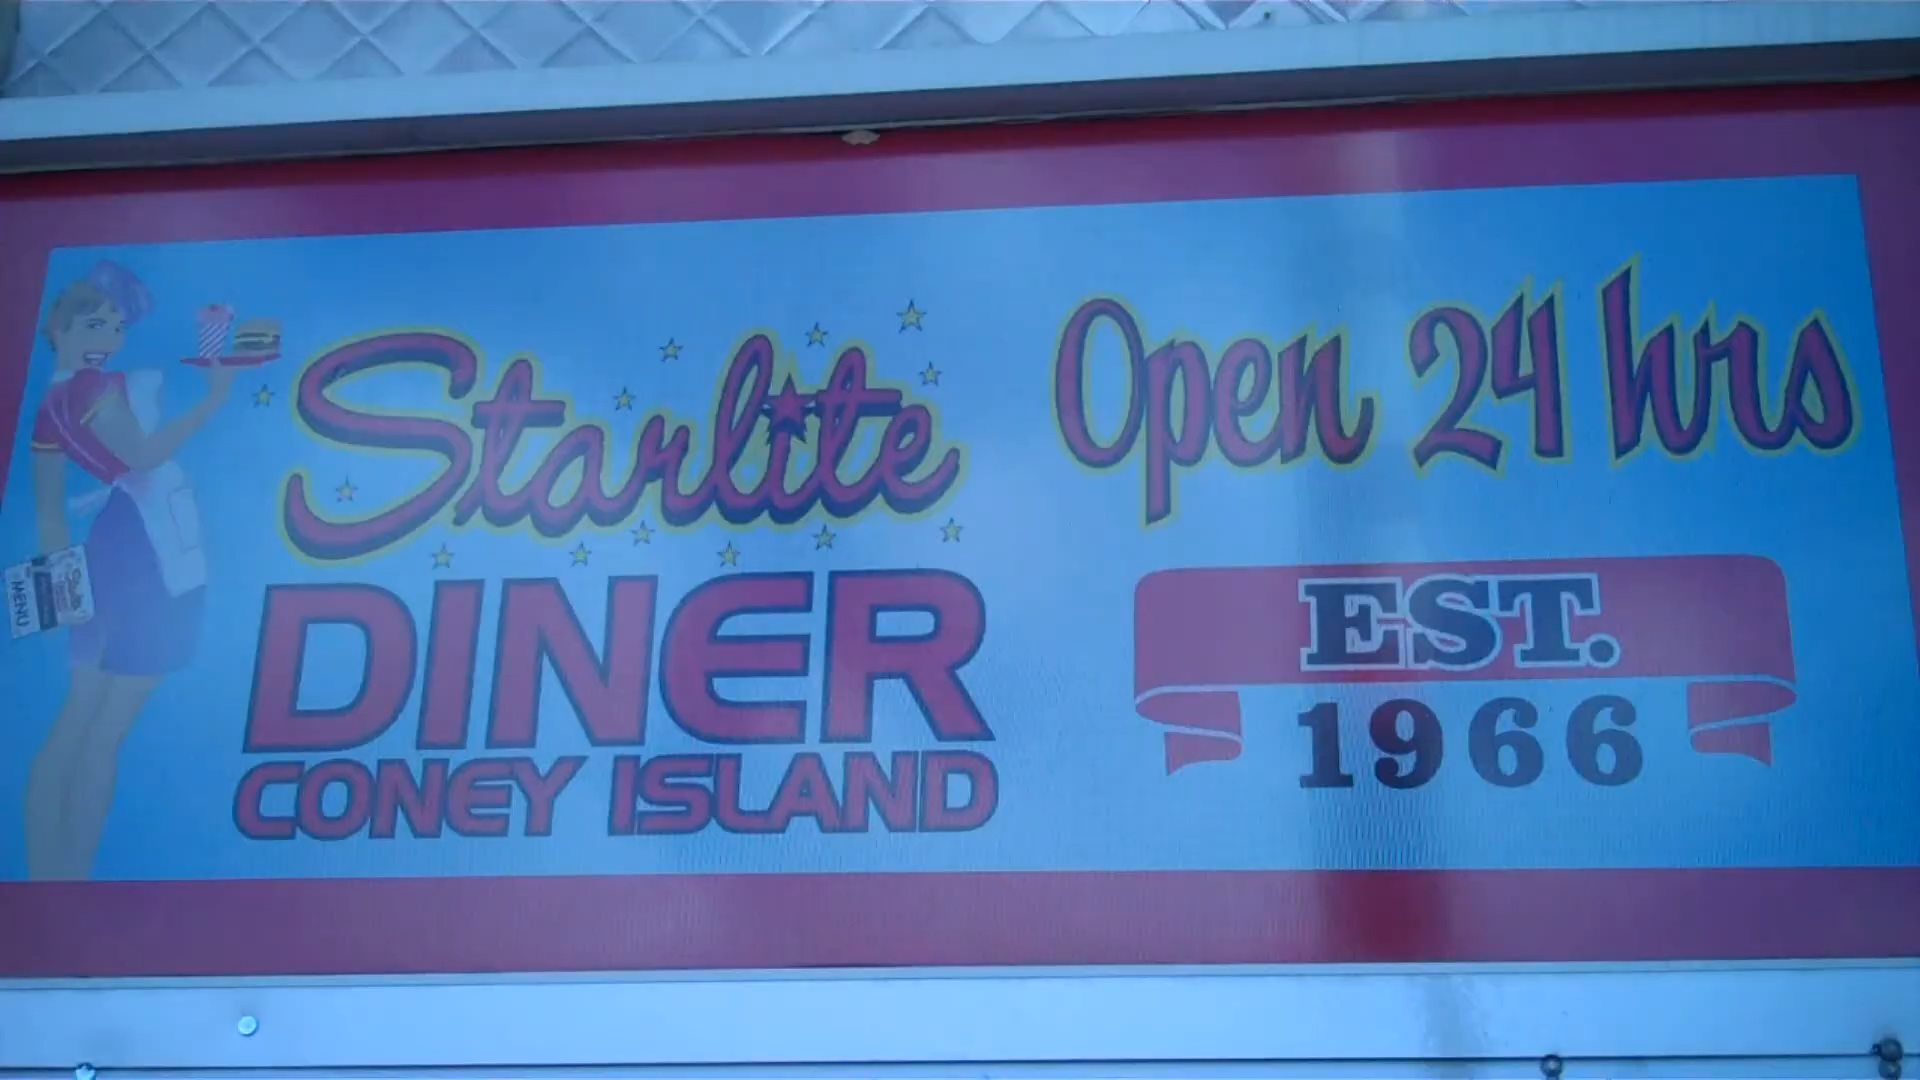 Starlite
DINER
CONEY ISLAND
Open 24 hrs
EST.
1966
MENU